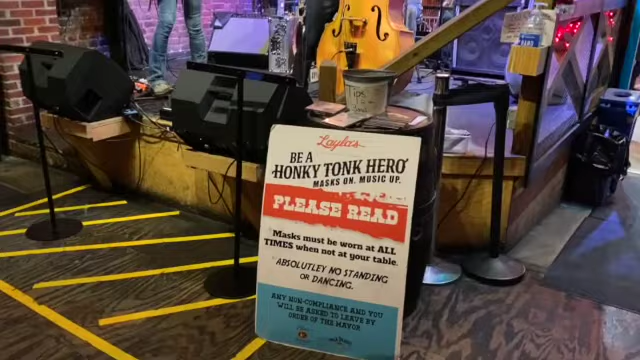 Tips
Layla's
BE A
HONKY TONK HERO
MASKS ON. MUSIC UP.
PLEASE READ
Masks must be worn at ALL
TIMES when not at your table.
ABSOLUTLEY NO STANDING
OR DANCING.
ANY NON-COMPLIANCE AND YOU
WILL BE ASKED TO LEAVE BY
ORDER OF THE MAYOR